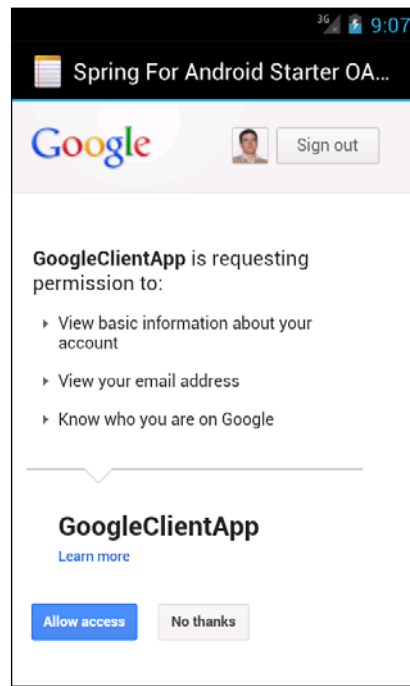 3G 9:07
Spring For Android Starter OA...
Google Sign out
GoogleClientApp is requesting
permission to:
View basic information about your
account
View your email address
Know who you are on Google
GoogleClientApp
Learn more
Allow access No thanks